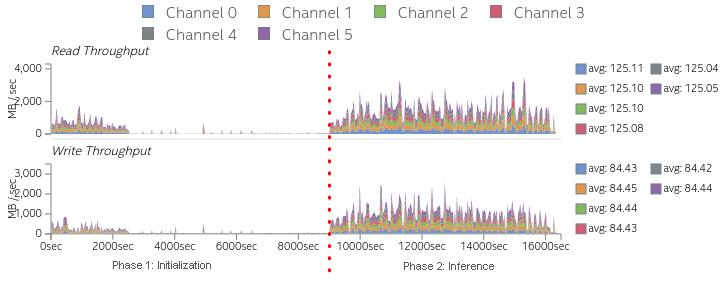 Channel 0 Channel 1 Channel 2 Channel 3
Channel 4 Channel 5
Read Throughput
MB /sec
4,000
2,000
0
avg: 125.11 avg: 125.04
avg: 125.10 avg: 125.05
avg: 125.10
avg: 125.08
Write Throughput
MB /sec
3,000
2,000
1,000
0
avg: 84.43 avg: 84.42
avg: 84.45 avg: 84.44
avg: 84.44
avg: 84.43
0sec 2000sec 4000sec 6000sec 8000sec 10000sec 12000sec 14000sec 16000sec
Phase 1: Initialization Phase 2: Inference